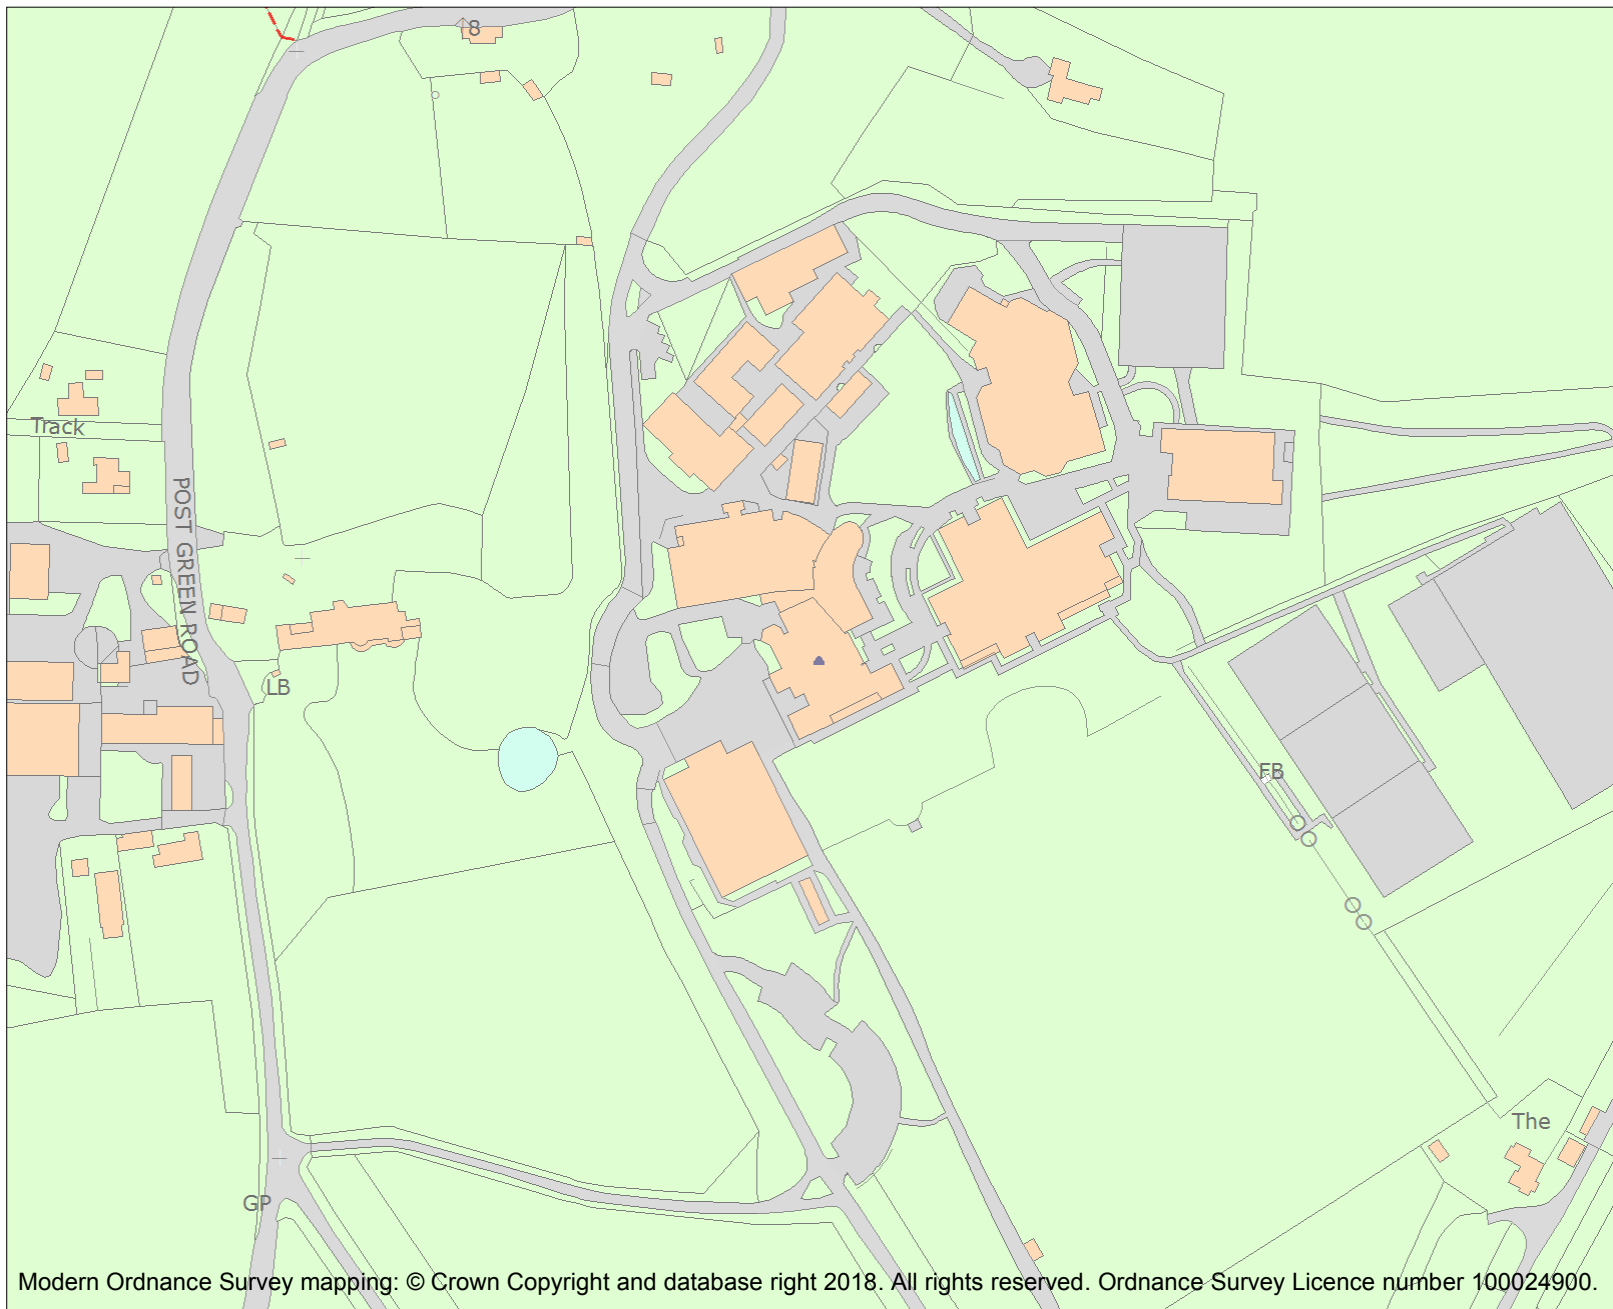 8
Track
POST GREEN ROAD
LB
FB
The
GP
Modern Ordnance Survey mapping: © Crown Copyright and database right 2018. All rights reserved. Ordnance Survey Licence number 100024900.